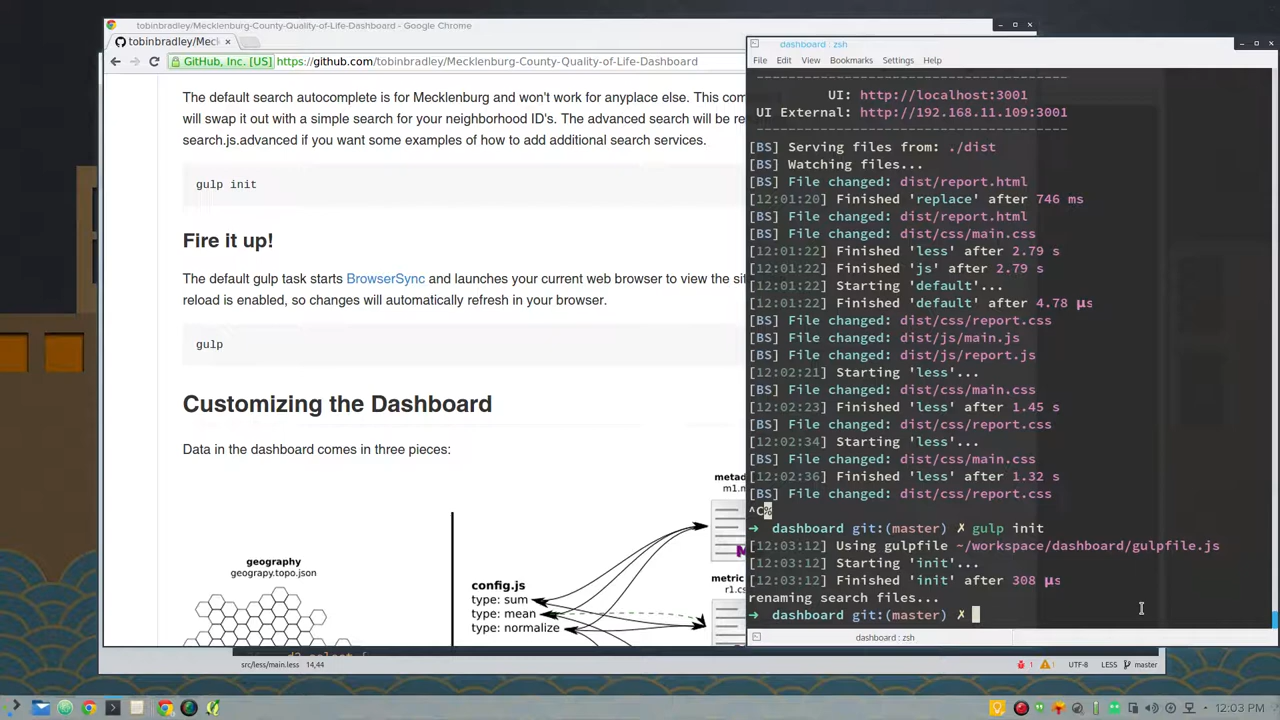 tobinbradley/Mecklenburg-County-Quality-of-Life-Dashboard - Google Chrome
tobinbradley/Meck
GitHub, Inc. [US] https://github.com/tobinbradley/Mecklenburg-County-Quality-of-Life-Dashboard
The default search autocomplete is for Mecklenburg and won't work for anyplace else. This com
will swap it out with a simple search for your neighborhood ID's. The advanced search will be re
search.js.advanced if you want some examples of how to add additional search services.
gulp init
Fire it up!
The default gulp task starts BrowserSync and launches your current web browser to view the sit
reload is enabled, so changes will automatically refresh in your browser.
gulp
Customizing the Dashboard
Data in the dashboard comes in three pieces:
metad
m1.m
geography
geograpy.topo.json
config.js
type: sum
type: mean
type: normalize
M
metric
r1.cs
src/less/main.less 14,44
1 1 UTF-8 LESS master
dashboard : zsh
File Edit View Bookmarks Settings Help
-------------------------------------
UI: http://localhost:3001
UI External: http://192.168.11.109:3001
-------------------------------------
[BS] Serving files from: ./dist
[BS] Watching files...
[BS] File changed: dist/report.html
[12:01:20] Finished 'replace' after 746 ms
[BS] File changed: dist/report.html
[BS] File changed: dist/css/main.css
[12:01:22] Finished 'less' after 2.79 s
[12:01:22] Finished 'js' after 2.79 s
[12:01:22] Starting 'default'...
[12:01:22] Finished 'default' after 4.78 μs
[BS] File changed: dist/css/report.css
[BS] File changed: dist/js/main.js
[BS] File changed: dist/js/report.js
[12:02:21] Starting 'less'...
[BS] File changed: dist/css/main.css
[12:02:23] Finished 'less' after 1.45 s
[BS] File changed: dist/css/report.css
[12:02:34] Starting 'less'...
[BS] File changed: dist/css/main.css
[12:02:36] Finished 'less' after 1.32 s
[BS] File changed: dist/css/report.css
^C%
➜ dashboard git:(master) ✗ gulp init
[12:03:12] Using gulpfile ~/workspace/dashboard/gulpfile.js
[12:03:12] Starting 'init'...
[12:03:12] Finished 'init' after 308 μs
renaming search files...
➜ dashboard git:(master) ✗
dashboard : zsh
12:03 PM